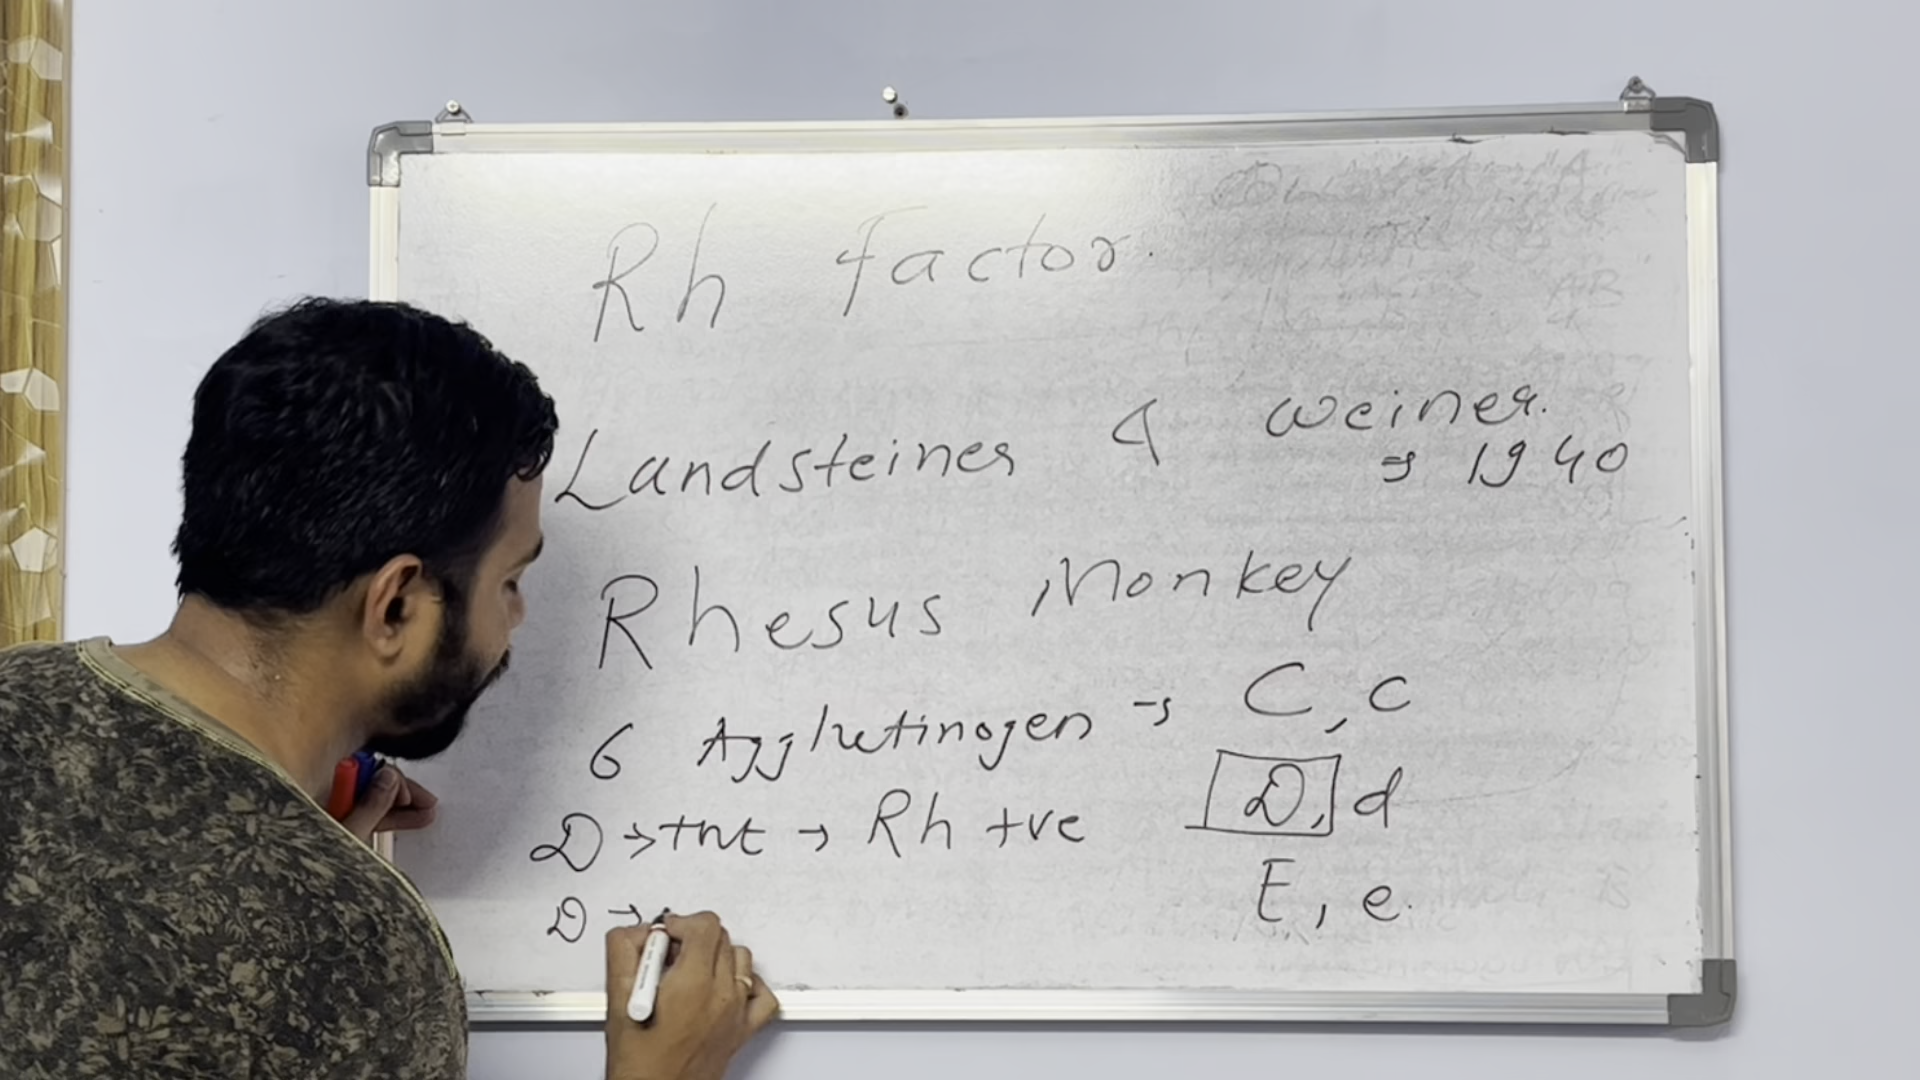 Rh Factor.
Landsteiner & Weiner.
⇒ 1940
Rhesus Monkey
6 Agglutinogen → C, c
D, d
E, e.
D → +nt → Rh +ve
D →